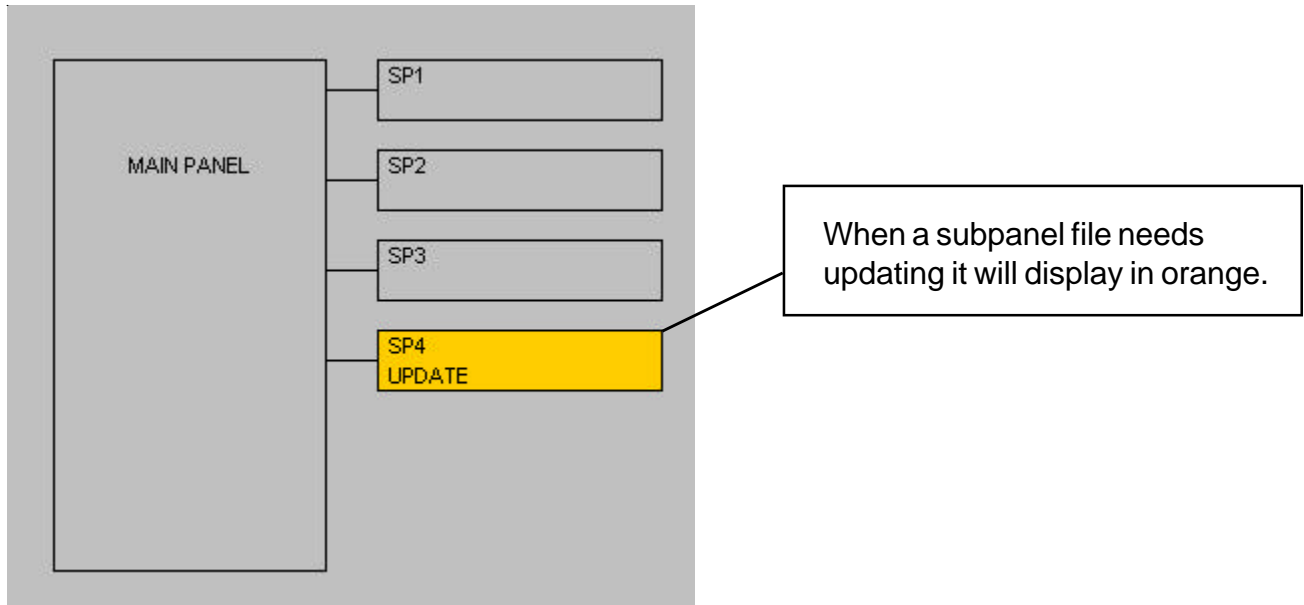 MAIN PANEL
SP1
SP2
SP3
SP4
UPDATE
When a subpanel file needs
updating it will display in orange.